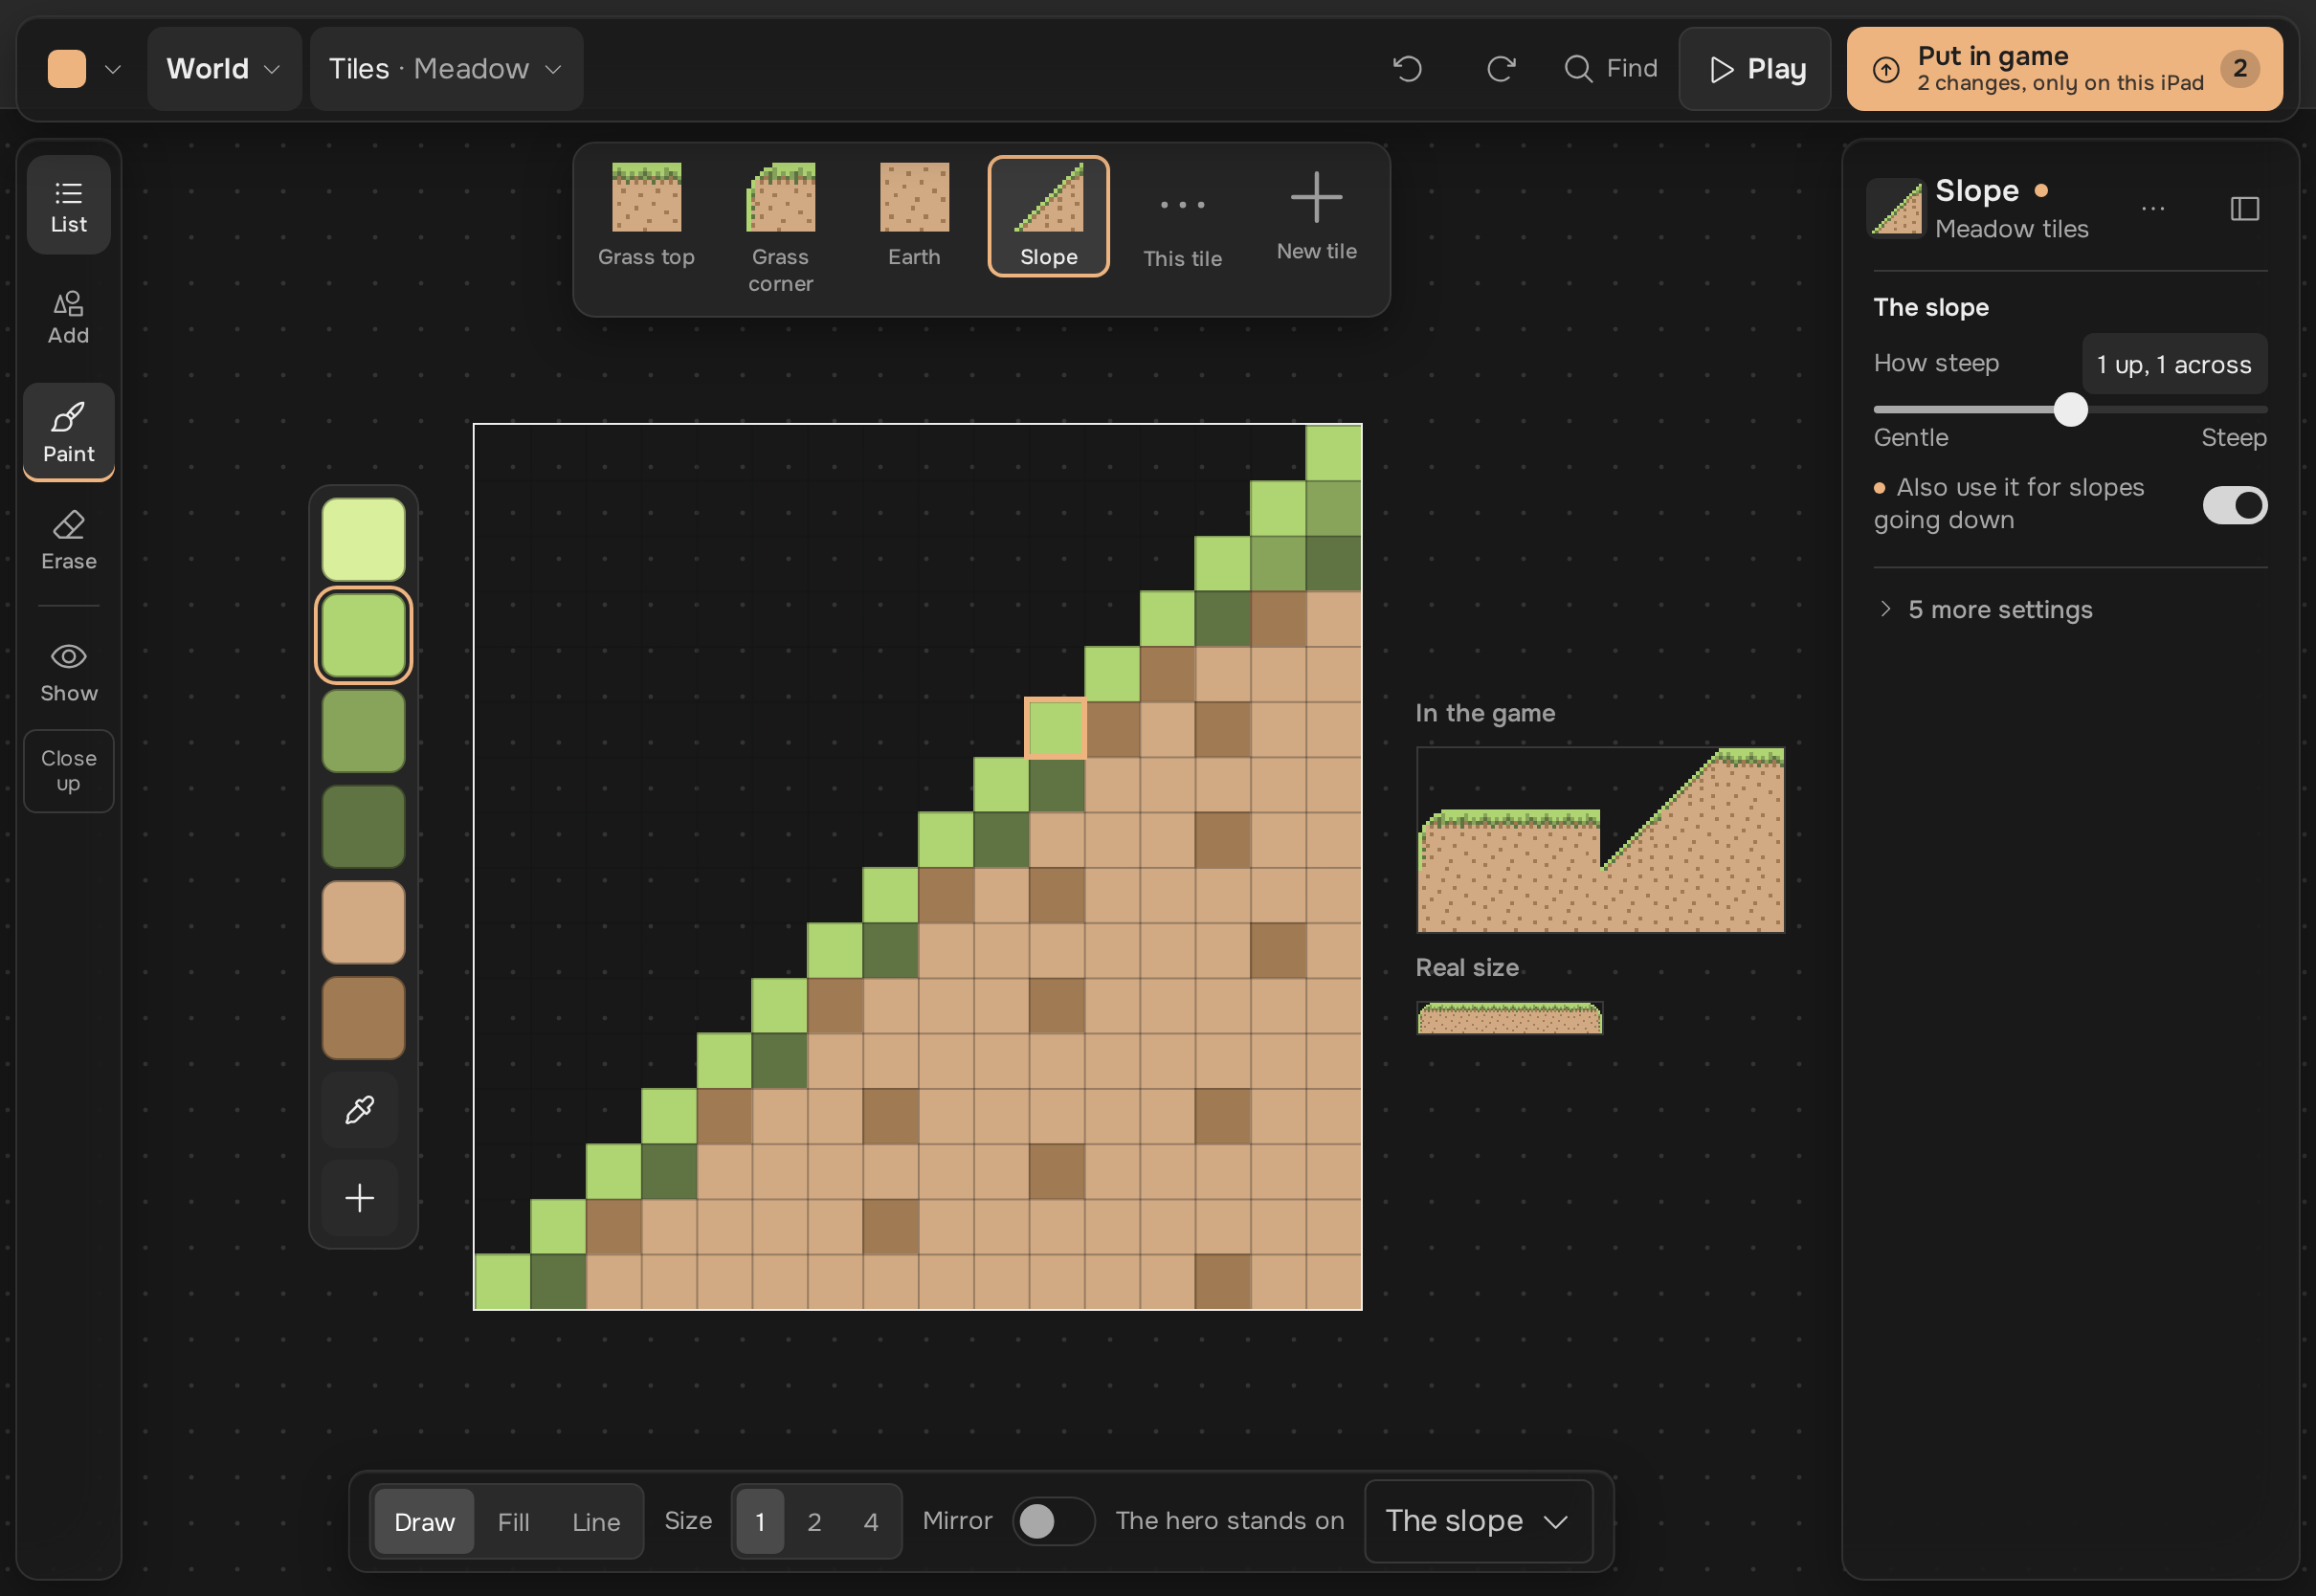 World
Tiles · Meadow
Find
Play
Put in game
2 changes, only on this iPad
2
List
Add
Paint
Erase
Show
Close
up
Grass top
Grass
corner
Earth
Slope
This tile
New tile
Slope
Meadow tiles
The slope
How steep
1 up, 1 across
Gentle
Steep
Also use it for slopes
going down
5 more settings
In the game
Real size
Draw
Fill
Line
Size
1
2
4
Mirror
The hero stands on
The slope